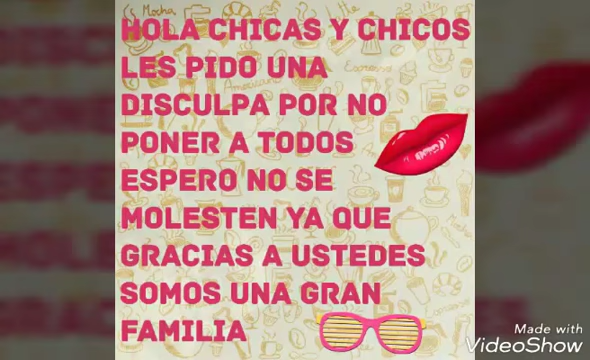 HOLA CHICAS Y CHICOS
LES PIDO UNA
DISCULPA POR NO
PONER A TODOS
ESPERO NO SE
MOLESTEN YA QUE
GRACIAS A USTEDES
SOMOS UNA GRAN
FAMILIA
Made with
VideoShow